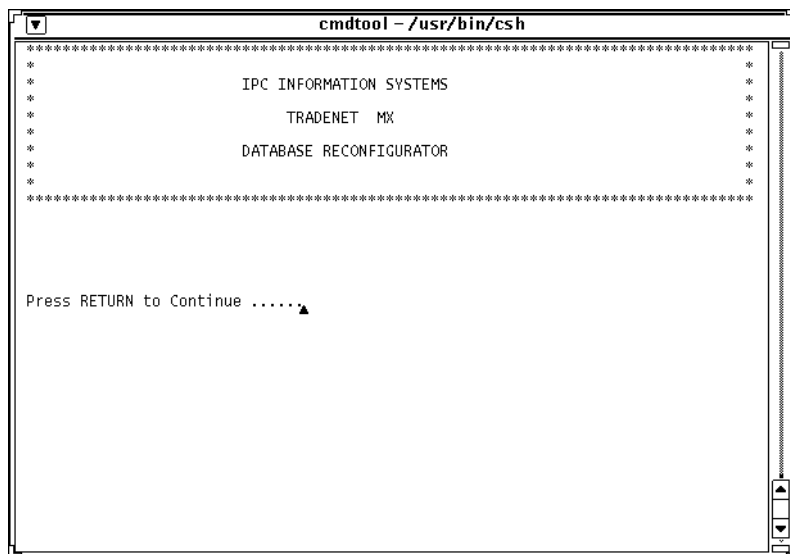 cmdtool – /usr/bin/csh
*********************************************************************************
*                                                                               *
*                       IPC INFORMATION SYSTEMS                                 *
*                                                                               *
*                            TRADENET  MX                                       *
*                                                                               *
*                       DATABASE RECONFIGURATOR                                 *
*                                                                               *
*                                                                               *
*********************************************************************************
Press RETURN to Continue ......